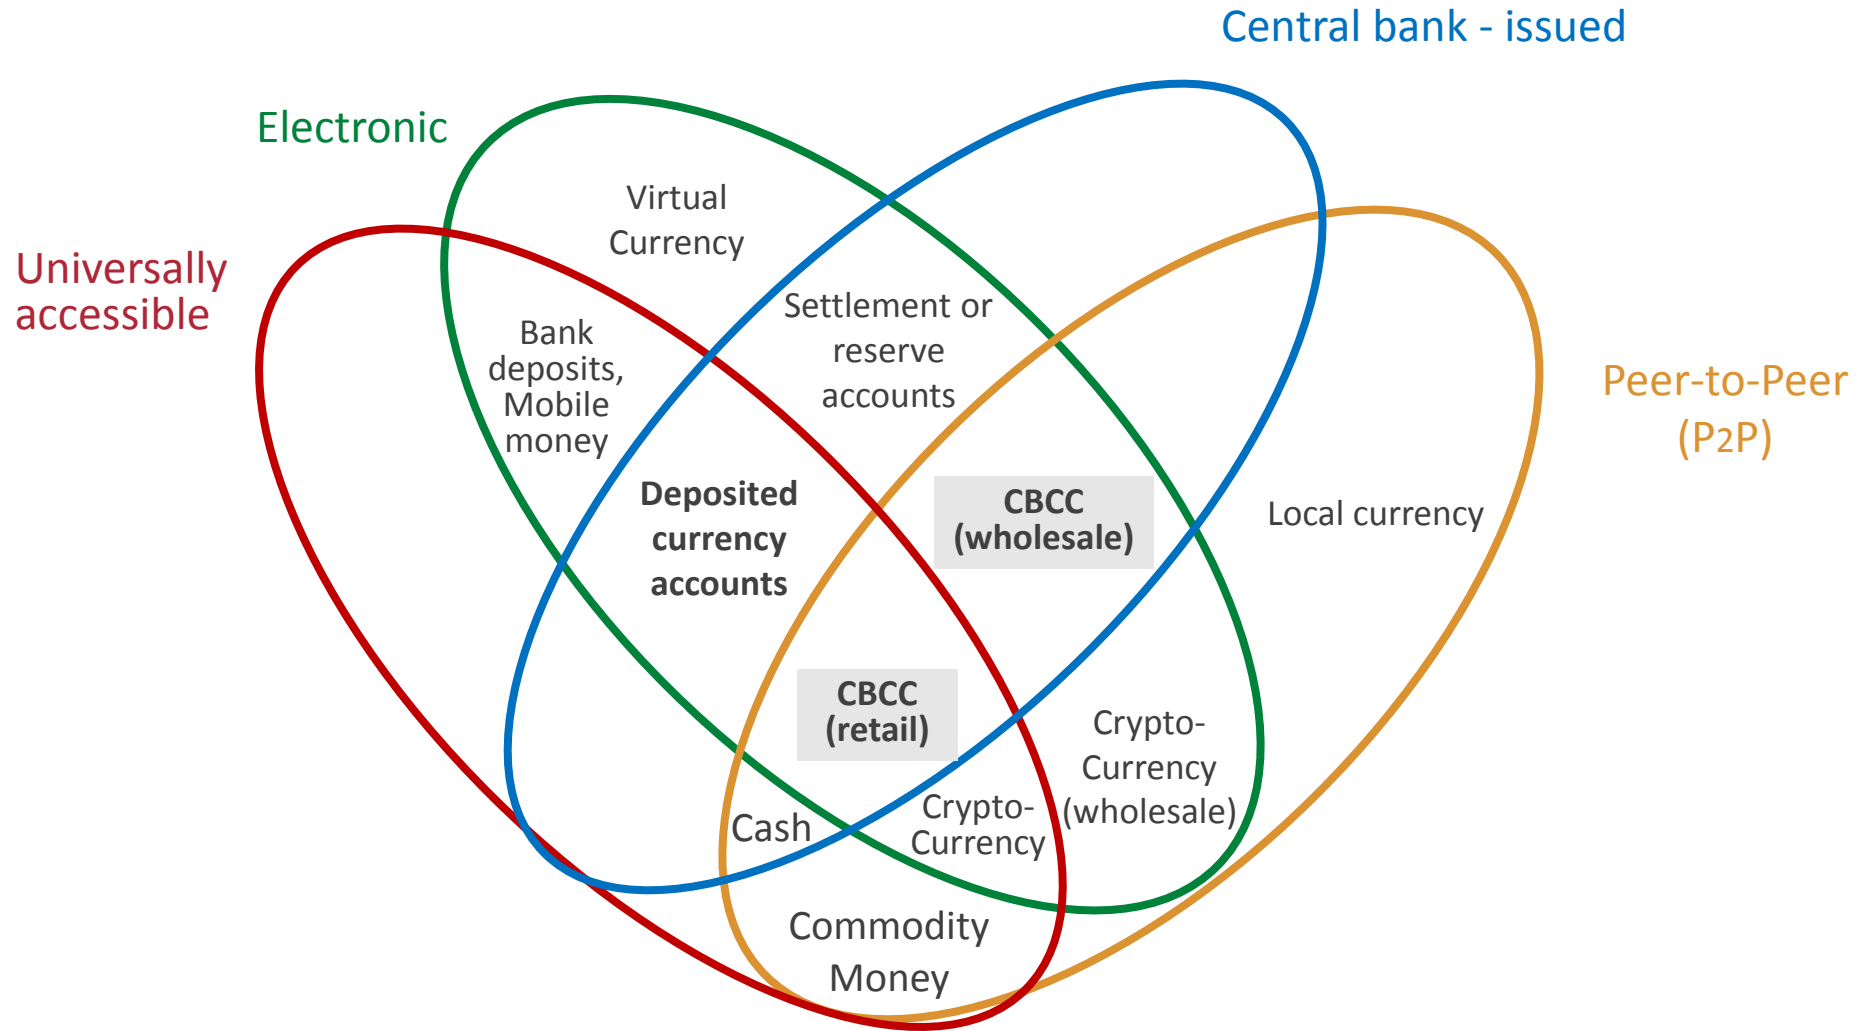 Central bank - issued
Electronic
Universally
accessible
Peer-to-Peer
(P2P)
Virtual
Currency
Bank
deposits,
Mobile
money
Settlement or
reserve
accounts
Deposited
currency
accounts
CBCC
(wholesale)
Local currency
CBCC
(retail)
Crypto-
Currency
(wholesale)
Cash
Crypto-
Currency
Commodity
Money